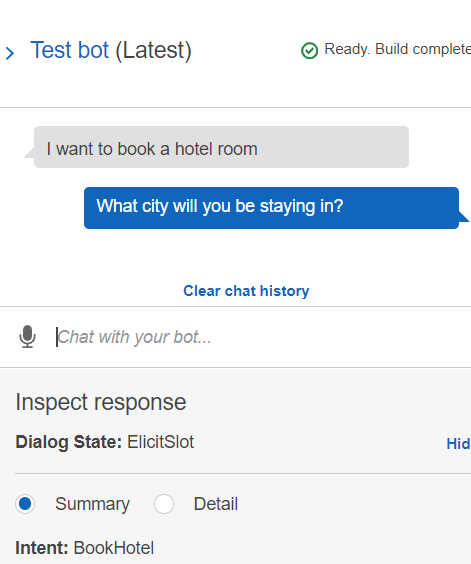 Test bot (Latest)
Ready. Build complete
I want to book a hotel room
What city will you be staying in?
Clear chat history
Chat with your bot...
Inspect response
Dialog State: ElicitSlot
Hid
Summary Detail
Intent: BookHotel